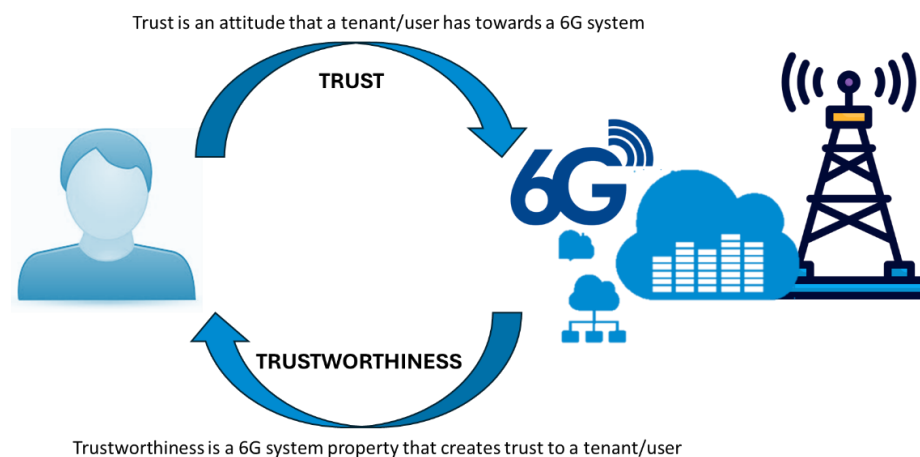 Trust is an attitude that a tenant/user has towards a 6G system
TRUST
6G
TRUSTWORTHINESS
Trustworthiness is a 6G system property that creates trust to a tenant/user